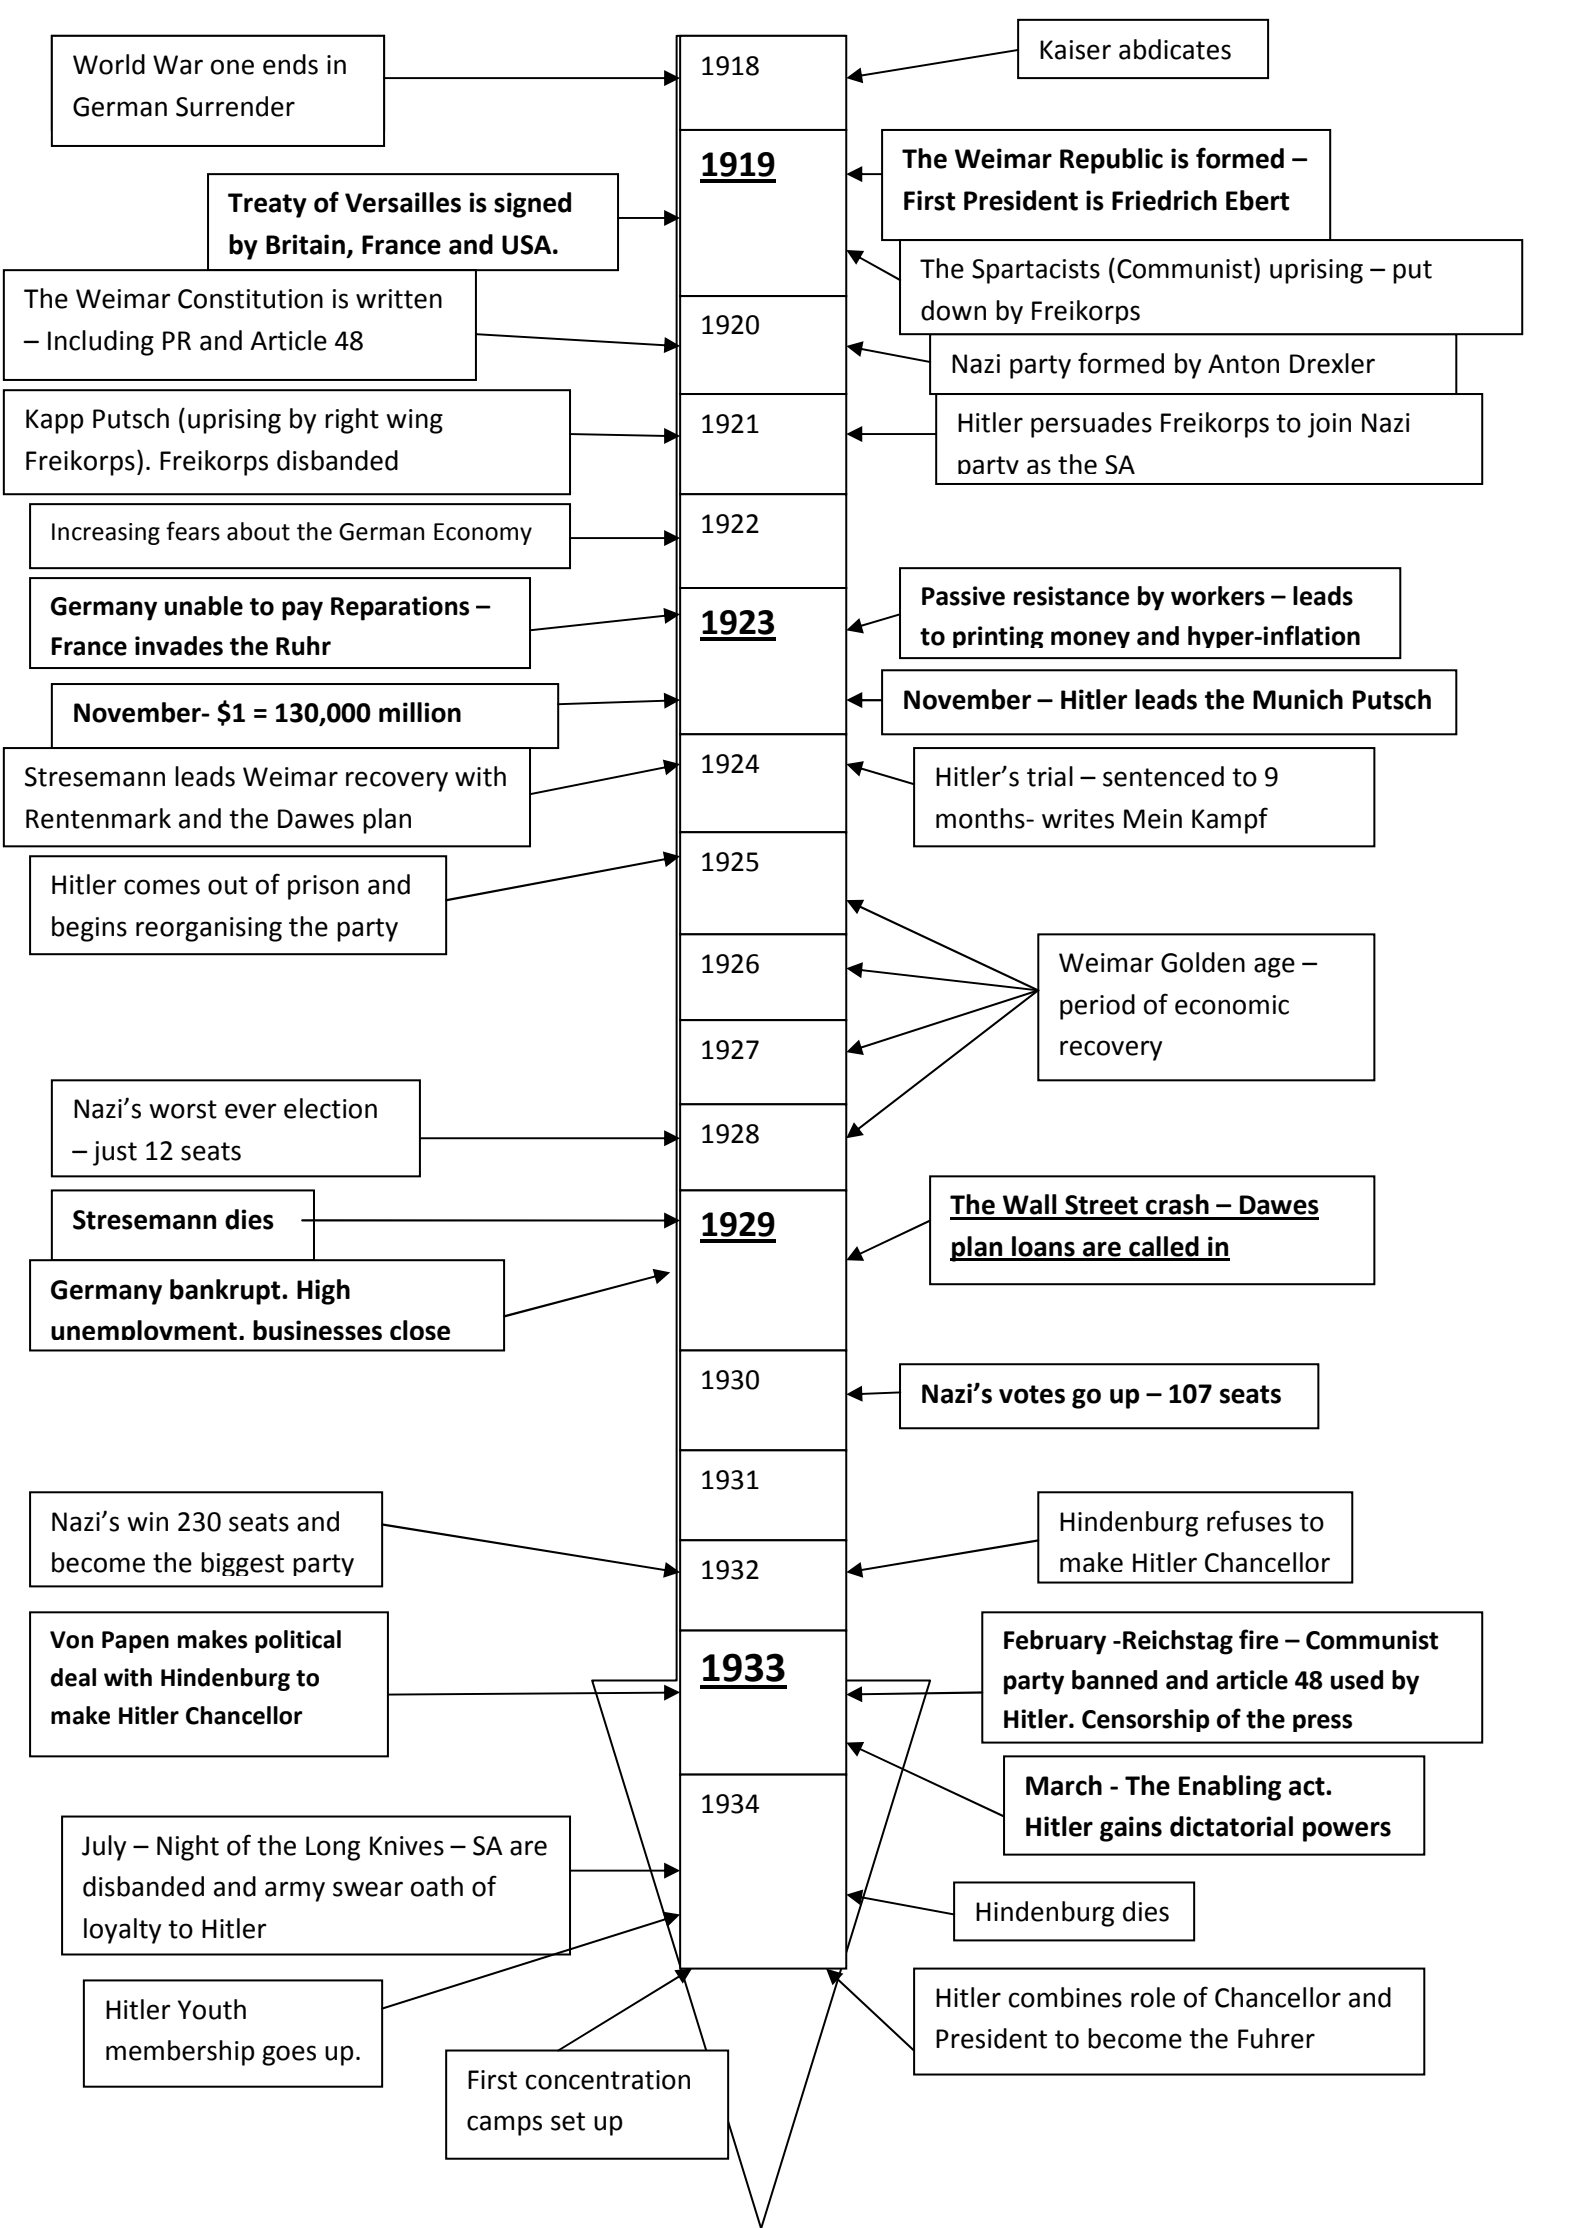 World War one ends in
German Surrender
1918
Kaiser abdicates
1919
The Weimar Republic is formed –
First President is Friedrich Ebert
Treaty of Versailles is signed
by Britain, France and USA.
The Spartacists (Communist) uprising – put
down by Freikorps
The Weimar Constitution is written
– Including PR and Article 48
1920
Nazi party formed by Anton Drexler
Kapp Putsch (uprising by right wing
Freikorps). Freikorps disbanded
1921
Hitler persuades Freikorps to join Nazi
party as the SA
Increasing fears about the German Economy
1922
Germany unable to pay Reparations –
France invades the Ruhr
1923
Passive resistance by workers – leads
to printing money and hyper-inflation
November- $1 = 130,000 million
November – Hitler leads the Munich Putsch
Stresemann leads Weimar recovery with
Rentenmark and the Dawes plan
1924
Hitler’s trial – sentenced to 9
months- writes Mein Kampf
Hitler comes out of prison and
begins reorganising the party
1925
1926
Weimar Golden age –
period of economic
recovery
1927
Nazi’s worst ever election
– just 12 seats
1928
Stresemann dies
1929
The Wall Street crash – Dawes
plan loans are called in
Germany bankrupt. High
unemployment, businesses close
1930
Nazi’s votes go up – 107 seats
1931
Nazi’s win 230 seats and
become the biggest party
1932
Hindenburg refuses to
make Hitler Chancellor
Von Papen makes political
deal with Hindenburg to
make Hitler Chancellor
1933
February -Reichstag fire – Communist
party banned and article 48 used by
Hitler. Censorship of the press
March - The Enabling act.
Hitler gains dictatorial powers
1934
July – Night of the Long Knives – SA are
disbanded and army swear oath of
loyalty to Hitler
Hindenburg dies
Hitler Youth
membership goes up.
Hitler combines role of Chancellor and
President to become the Fuhrer
First concentration
camps set up